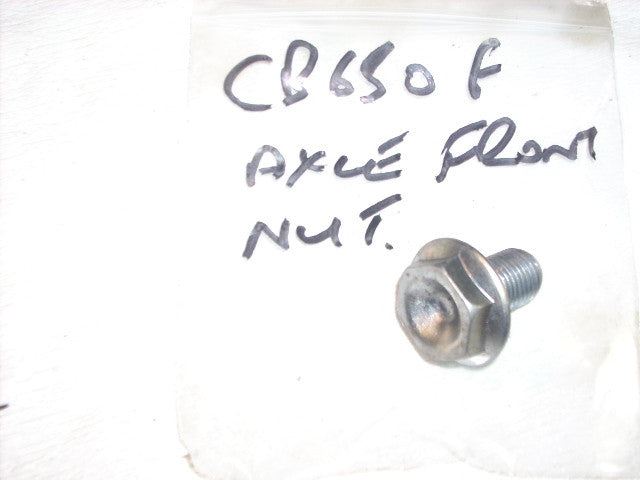 CB650F
AXLE FRONT
NUT.